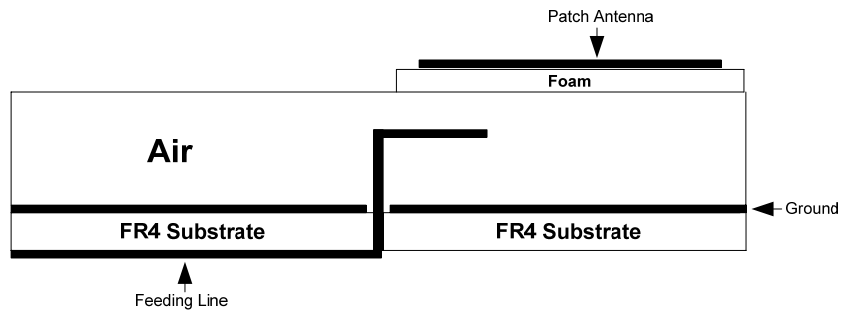 Patch Antenna
Foam
Air
Ground
FR4 Substrate
FR4 Substrate
Feeding Line